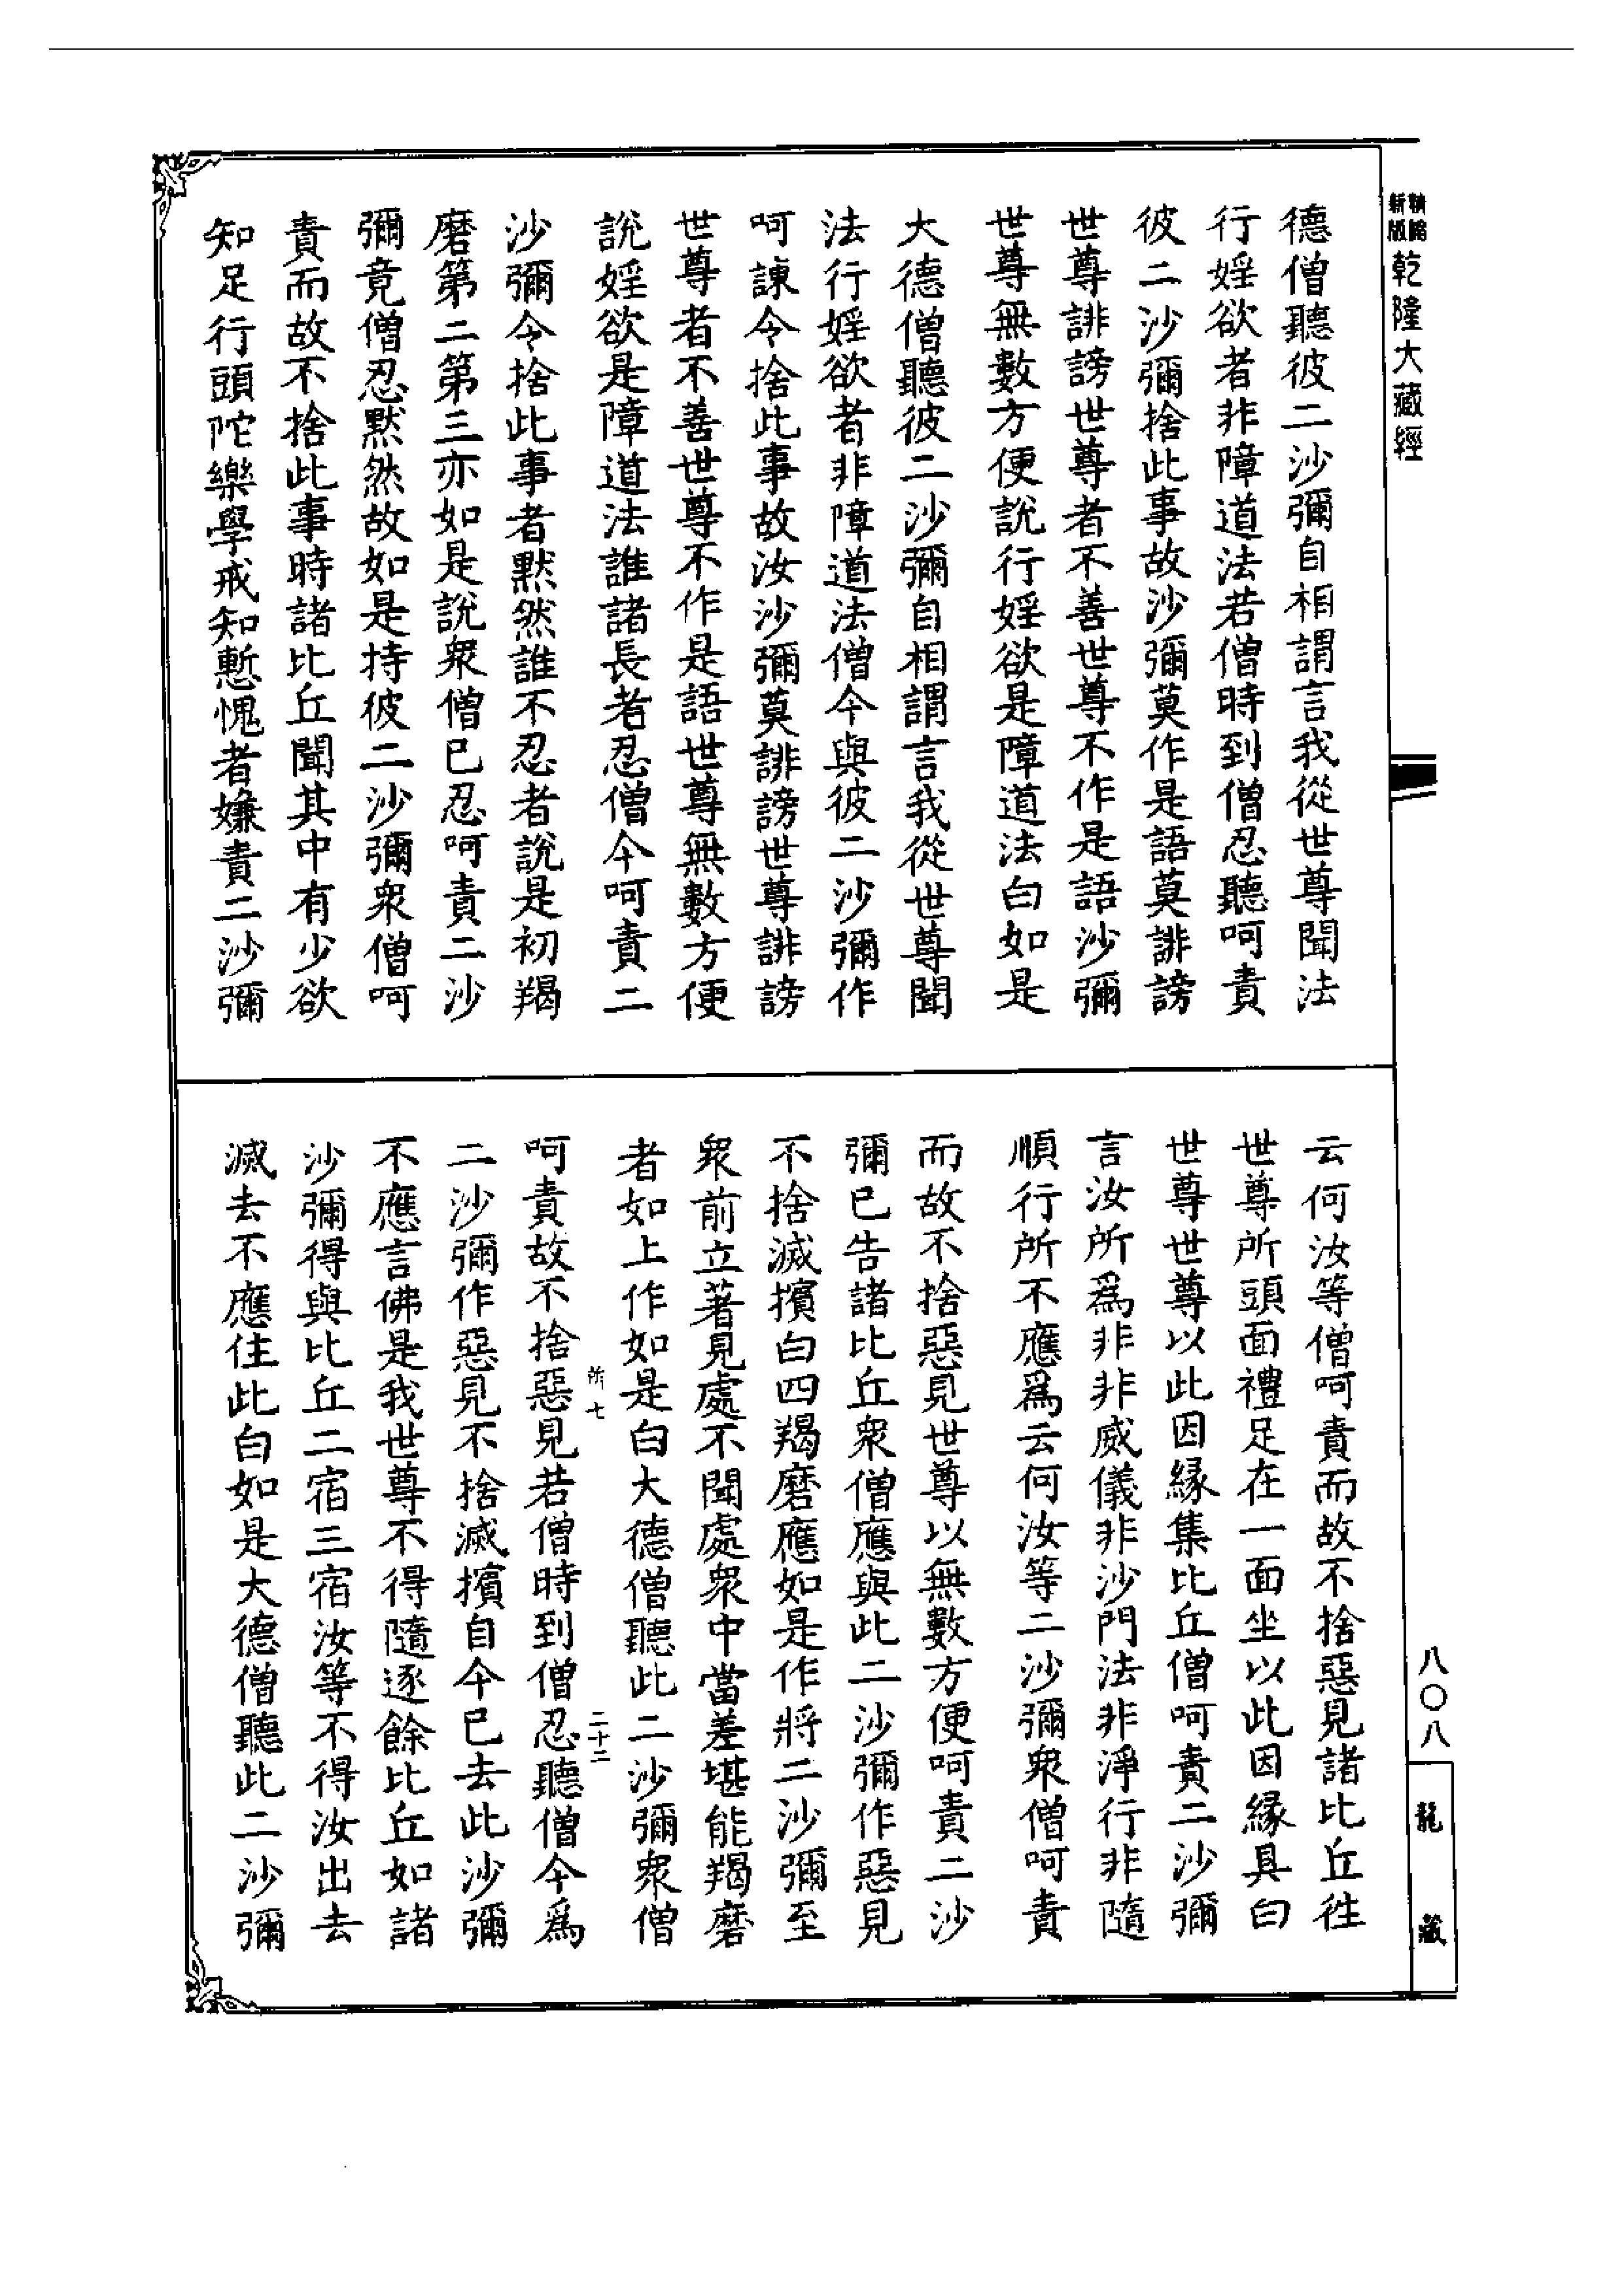 新版精縮乾隆大藏經
德僧聽彼二沙彌自相謂言我從世尊聞法
行婬欲者非障道法若僧時到僧忍聽呵責
彼二沙彌捨此事故沙彌莫作是語莫誹謗
世尊誹謗世尊者不善世尊不作是語沙彌
世尊無數方便說行婬欲是障道法白如是
大德僧聽彼二沙彌自相謂言我從世尊聞
法行婬欲者非障道法僧今與彼二沙彌作
呵諫令捨此事故汝沙彌莫誹謗世尊誹謗
世尊者不善世尊不作是語世尊無數方便
說婬欲是障道法誰諸長者忍僧今呵責二
沙彌令捨此事者默然誰不忍者說是初羯
磨第二第三亦如是說眾僧已忍呵責二沙
彌竟僧忍默然故如是持彼二沙彌眾僧呵
責而故不捨此事時諸比丘聞其中有少欲
知足行頭陀樂學戒知慙愧者嫌責二沙彌
云何汝等僧呵責而故不捨惡見諸比丘往
世尊所頭面禮足在一面坐以此因緣具白
世尊世尊以此因緣集比丘僧呵責二沙彌
言汝所為非非威儀非沙門法非淨行非隨
順行所不應為云何汝等二沙彌眾僧呵責
而故不捨惡見世尊以無數方便呵責二沙
彌已告諸比丘眾僧應與此二沙彌作惡見
不捨滅擯白四羯磨應如是作將二沙彌至
眾前立著見處不聞處眾中當差堪能羯磨
者如上作如是白大德僧聽此二沙彌眾僧
所七 二十二
呵責故不捨惡見若僧時到僧忍聽僧今為
二沙彌作惡見不捨滅擯自今已去此沙彌
不應言佛是我世尊不得隨逐餘比丘如諸
沙彌得與比丘二宿三宿汝等不得汝出去
滅去不應住此白如是大德僧聽此二沙彌
八〇八
龍藏